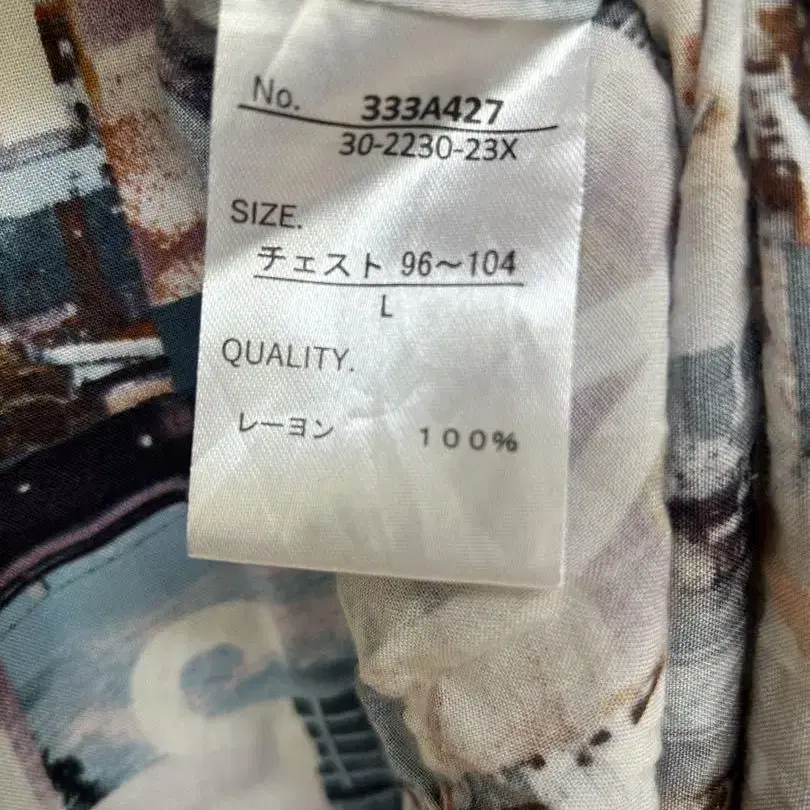 No. 333A427
30-2230-23X
SIZE.
チェスト 96～104
L
QUALITY.
レーヨン 100%